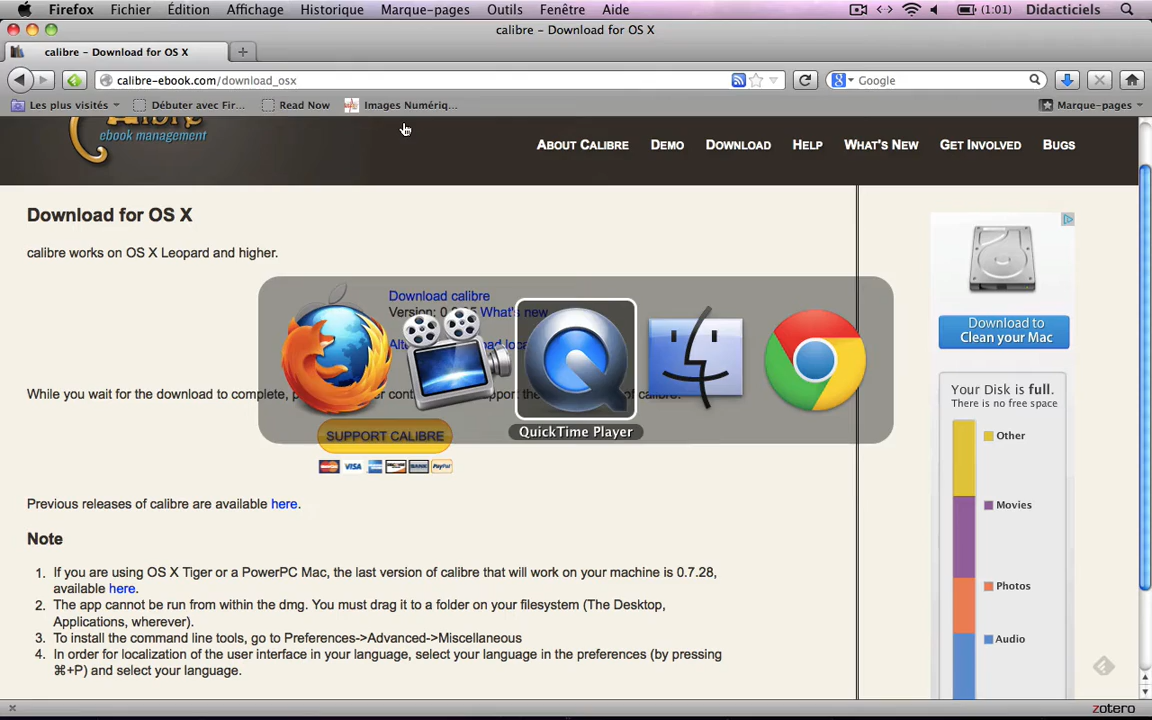 Firefox Fichier Édition Affichage Historique Marque-pages Outils Fenêtre Aide (1:01) Didacticiels
calibre – Download for OS X
calibre – Download for OS X
calibre-ebook.com/download_osx Google
Les plus visités Débuter avec Fir... Read Now Images Numériq... Marque-pages
ebook management
ABOUT CALIBRE DEMO DOWNLOAD HELP WHAT'S NEW GET INVOLVED BUGS
Download for OS X
calibre works on OS X Leopard and higher.
Download calibre
Version: What's new
While you wait for the download to complete,
QuickTime Player
SUPPORT CALIBRE
VISA PayPal
Previous releases of calibre are available here.
Note
1. If you are using OS X Tiger or a PowerPC Mac, the last version of calibre that will work on your machine is 0.7.28,
available here.
2. The app cannot be run from within the dmg. You must drag it to a folder on your filesystem (The Desktop,
Applications, wherever).
3. To install the command line tools, go to Preferences->Advanced->Miscellaneous
4. In order for localization of the user interface in your language, select your language in the preferences (by pressing
⌘+P) and select your language.
Download to
Clean your Mac
Your Disk is full.
There is no free space
Other
Movies
Photos
Audio
zotero